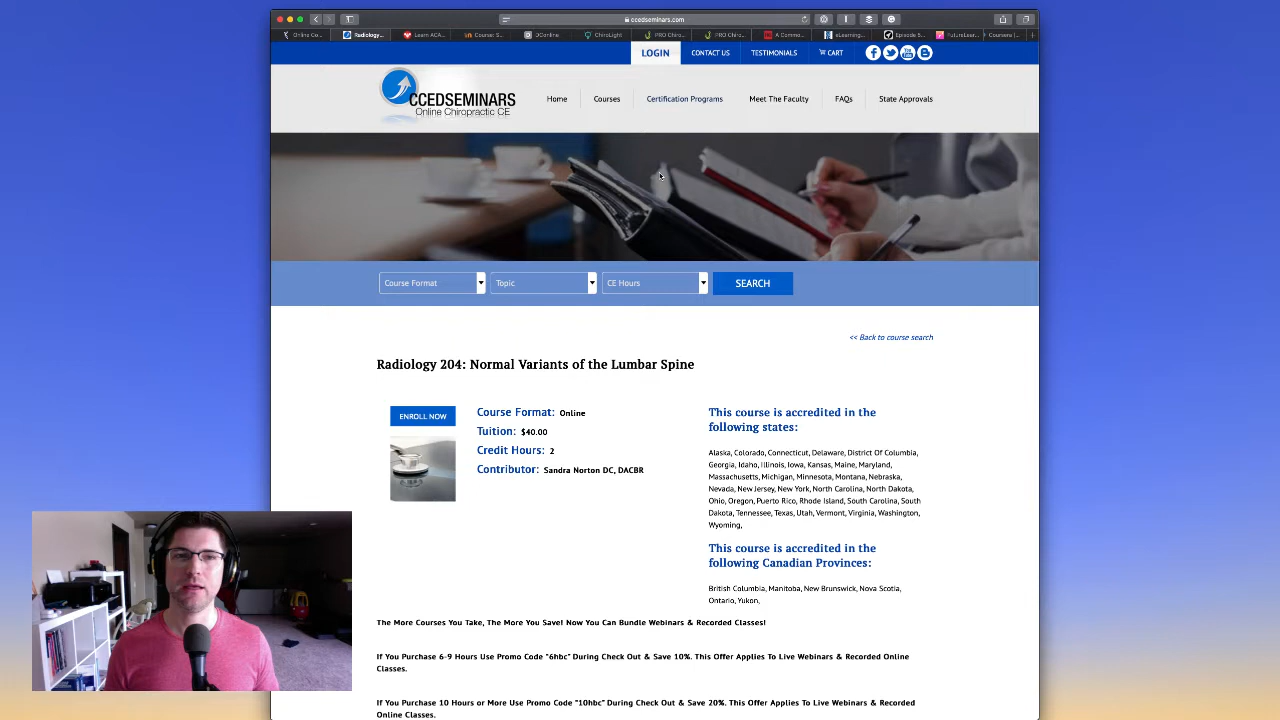 ccedseminars.com
Online Co...
Radiology...
Learn ACA...
Course: S...
DConline
ChiroLight
PRO Chiro...
PRO Chiro...
A Commo...
eLearning...
Episode 5...
FutureLear...
Coursera |...
LOGIN
CONTACT US
TESTIMONIALS
CART
You
Tube
CCEDSEMINARS
Online Chiropractic CE
Home
Courses
Certification Programs
Meet The Faculty
FAQs
State Approvals
Course Format
Topic
CE Hours
SEARCH
<< Back to course search
Radiology 204: Normal Variants of the Lumbar Spine
ENROLL NOW
Course Format: Online
Tuition: $40.00
Credit Hours: 2
Contributor: Sandra Norton DC, DACBR
This course is accredited in the
following states:
Alaska, Colorado, Connecticut, Delaware, District Of Columbia,
Georgia, Idaho, Illinois, Iowa, Kansas, Maine, Maryland,
Massachusetts, Michigan, Minnesota, Montana, Nebraska,
Nevada, New Jersey, New York, North Carolina, North Dakota,
Ohio, Oregon, Puerto Rico, Rhode Island, South Carolina, South
Dakota, Tennessee, Texas, Utah, Vermont, Virginia, Washington,
Wyoming,
This course is accredited in the
following Canadian Provinces:
British Columbia, Manitoba, New Brunswick, Nova Scotia,
Ontario, Yukon,
The More Courses You Take, The More You Save! Now You Can Bundle Webinars & Recorded Classes!
If You Purchase 6-9 Hours Use Promo Code "6hbc" During Check Out & Save 10%. This Offer Applies To Live Webinars & Recorded Online
Classes.
If You Purchase 10 Hours or More Use Promo Code "10hbc" During Check Out & Save 20%. This Offer Applies To Live Webinars & Recorded
Online Classes.